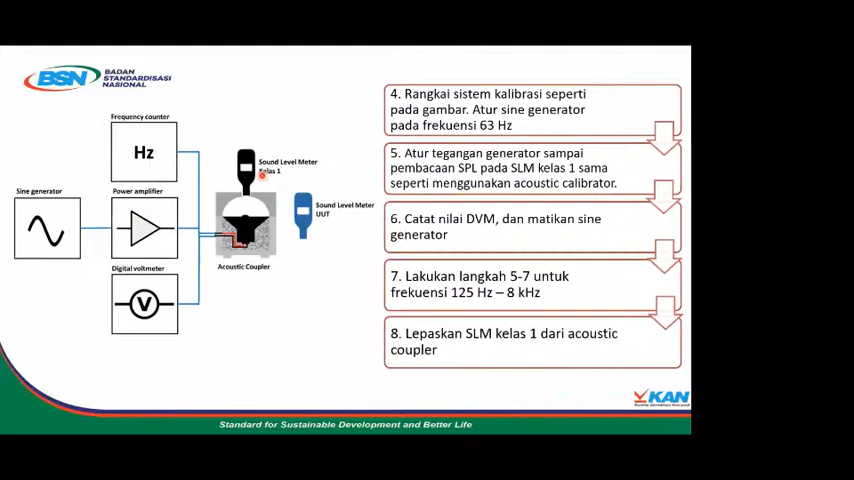 BSN BADAN
STANDARDISASI
NASIONAL
Frequency counter
Hz
Sine generator
Power amplifier
Digital voltmeter
V
Sound Level Meter
Kelas 1
Sound Level Meter
UUT
Acoustic Coupler
4. Rangkai sistem kalibrasi seperti
pada gambar. Atur sine generator
pada frekuensi 63 Hz
5. Atur tegangan generator sampai
pembacaan SPL pada SLM kelas 1 sama
seperti menggunakan acoustic calibrator.
6. Catat nilai DVM, dan matikan sine
generator
7. Lakukan langkah 5-7 untuk
frekuensi 125 Hz – 8 kHz
8. Lepaskan SLM kelas 1 dari acoustic
coupler
KAN
Standard for Sustainable Development and Better Life